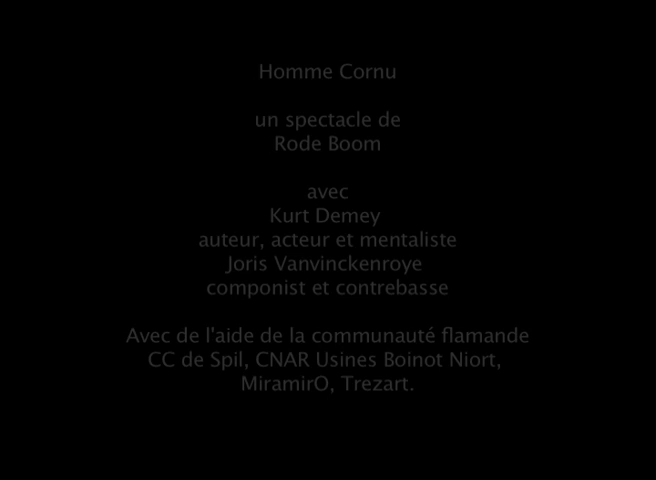 Homme Cornu
un spectacle de
Rode Boom
avec
Kurt Demey
auteur, acteur et mentaliste
Joris Vanvinckenroye
componist et contrebasse
Avec de l'aide de la communauté flamande
CC de Spil, CNAR Usines Boinot Niort,
MiramirO, Trezart.